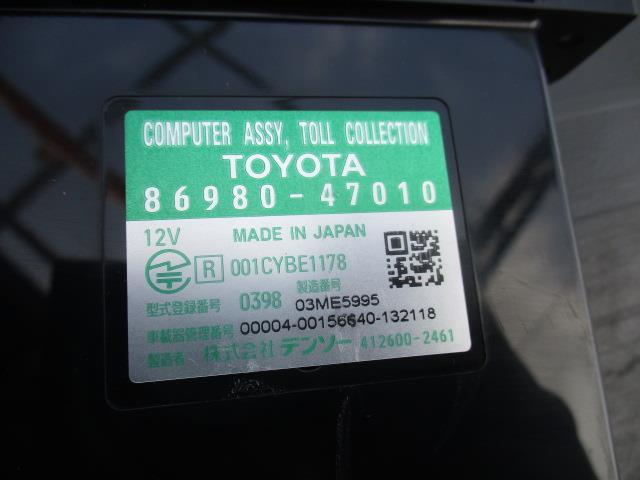 COMPUTER ASSY, TOLL COLLECTION
TOYOTA
86980-47010
12V MADE IN JAPAN
R 001CYBE1178
型式登録番号 0398 製造番号 03ME5995
車載器管理番号 00004-00156640-132118
製造者 株式会社 デンソー 412600-2461